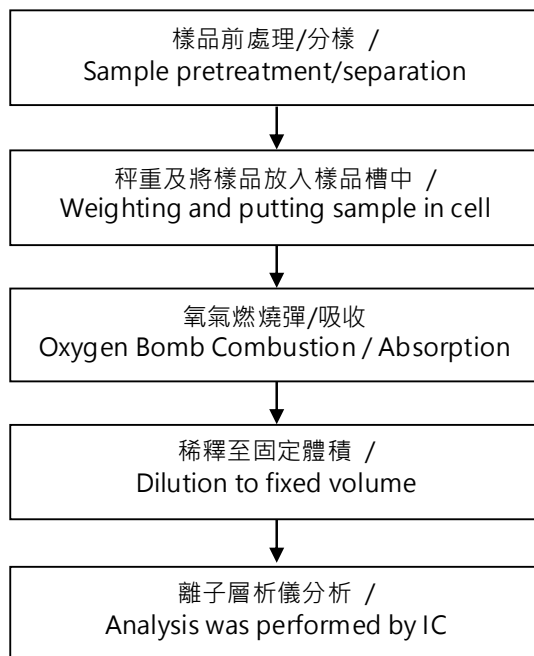 樣品前處理/分樣 /
Sample pretreatment/separation
秤重及將樣品放入樣品槽中 /
Weighting and putting sample in cell
氧氣燃燒彈/吸收
Oxygen Bomb Combustion / Absorption
稀釋至固定體積 /
Dilution to fixed volume
離子層析儀分析 /
Analysis was performed by IC